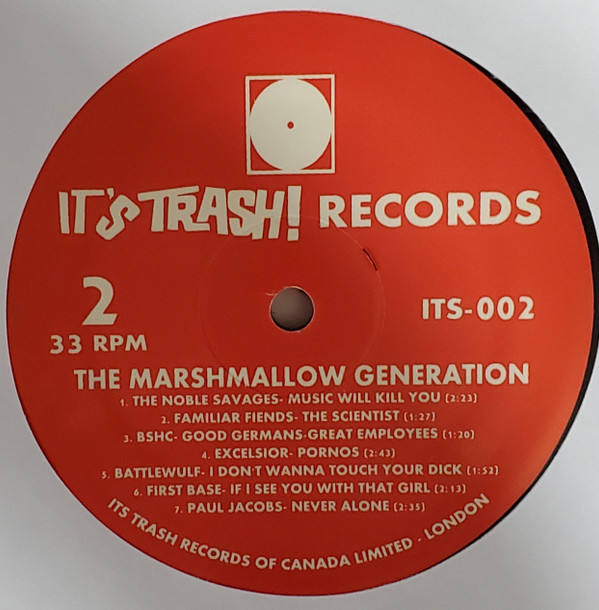 IT'S TRASH! RECORDS
2
33 RPM
ITS-002
THE MARSHMALLOW GENERATION
1. THE NOBLE SAVAGES- MUSIC WILL KILL YOU (2:23)
2. FAMILIAR FIENDS- THE SCIENTIST (1:27)
3. BSHC- GOOD GERMANS-GREAT EMPLOYEES (1:20)
4. EXCELSIOR- PORNOS (2:43)
5. BATTLEWULF- I DON'T WANNA TOUCH YOUR DICK (1:52)
6. FIRST BASE- IF I SEE YOU WITH THAT GIRL (2:13)
7. PAUL JACOBS- NEVER ALONE (2:35)
ITS TRASH RECORDS OF CANADA LIMITED - LONDON